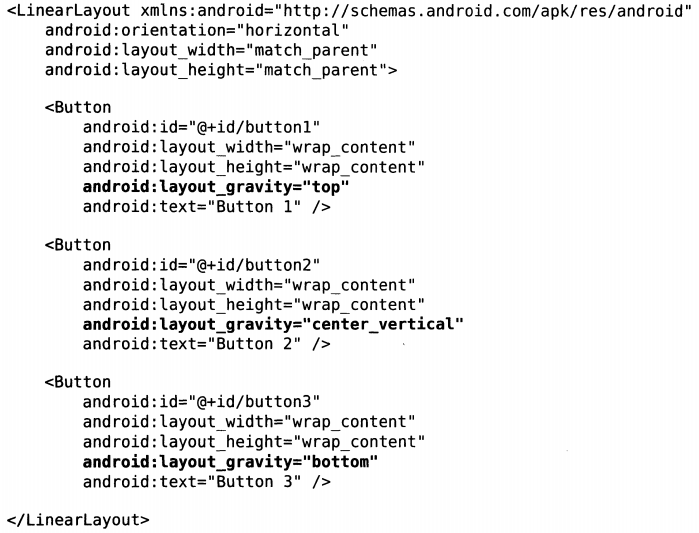 <LinearLayout xmlns:android="http://schemas.android.com/apk/res/android"
    android:orientation="horizontal"
    android:layout_width="match_parent"
    android:layout_height="match_parent">

    <Button
        android:id="@+id/button1"
        android:layout_width="wrap_content"
        android:layout_height="wrap_content"
        android:layout_gravity="top"
        android:text="Button 1" />

    <Button
        android:id="@+id/button2"
        android:layout_width="wrap_content"
        android:layout_height="wrap_content"
        android:layout_gravity="center_vertical"
        android:text="Button 2" />

    <Button
        android:id="@+id/button3"
        android:layout_width="wrap_content"
        android:layout_height="wrap_content"
        android:layout_gravity="bottom"
        android:text="Button 3" />

</LinearLayout>